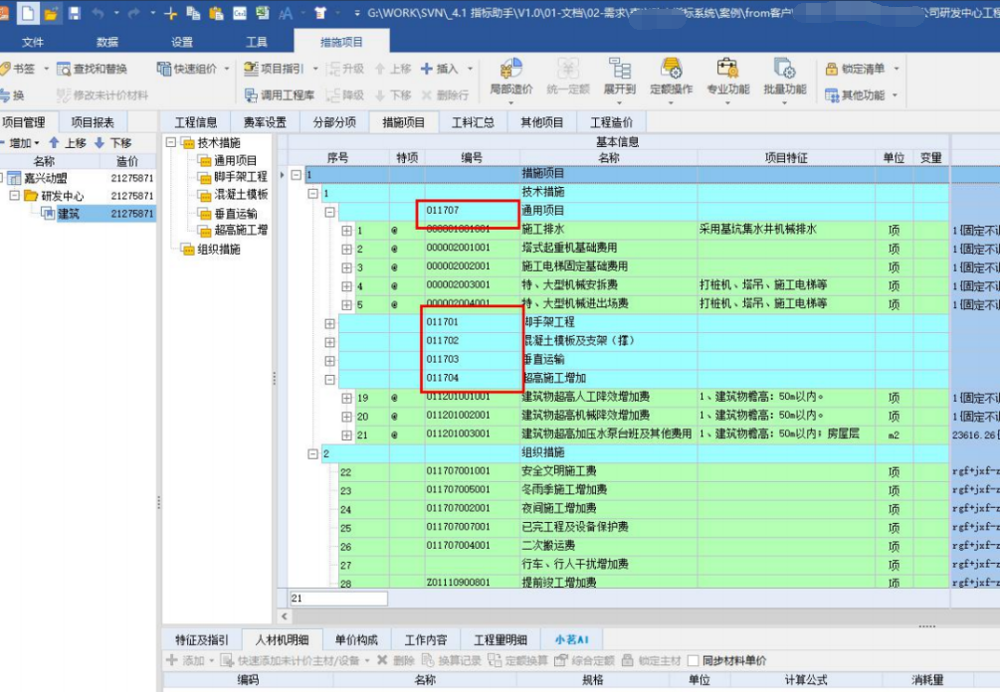 G:\WORK\SVN\_4.1 指标助手\V1.0\01-文档\02-需求\ 标系统\案例\from客户\ 公司研发中心工程
文件 数据 设置 工具 措施项目
书签 查找和替换 快速组价 项目指引 升级 上移 插入 锁定清单
换 修改未计价材料 调用工程库 降级 下移 删除行 局部造价 统一定额 展开到 定额操作 专业功能 批量功能 其他功能
项目管理 项目报表 工程信息 费率设置 分部分项 措施项目 工料汇总 其他项目 工程造价
增加 上移 下移
名称 造价
嘉兴动盟 21275871
研发中心 21275871
建筑 21275871
技术措施
通用项目
脚手架工程
混凝土模板
垂直运输
超高施工增
组织措施
基本信息
序号 特项 编号 名称 项目特征 单位 变量
1 措施项目
1 技术措施
011707 通用项目
1 @ 000001001001 施工排水 采用基坑集水井机械排水 项 1{固定不
2 @ 000002001001 塔式起重机基础费用 项 1{固定不
3 @ 000002002001 施工电梯固定基础费用 项 1{固定不
4 @ 000002003001 特、大型机械安拆费 打桩机、塔吊、施工电梯等 项 1{固定不
5 @ 000002004001 特、大型机械进出场费 打桩机、塔吊、施工电梯等 项 1{固定不
011701 脚手架工程
011702 混凝土模板及支架(撑)
011703 垂直运输
011704 超高施工增加
19 @ 011201001001 建筑物超高人工降效增加费 1、建筑物檐高:50m以内。 项 1{固定不
20 @ 011201002001 建筑物超高机械降效增加费 1、建筑物檐高:50m以内。 项 1{固定不
21 @ 011201003001 建筑物超高加压水泵台班及其他费用 1、建筑物檐高:50m以内;房屋层 m2 23616.26
2 组织措施
22 011707001001 安全文明施工费 项 rgf+jxf-
23 011707005001 冬雨季施工增加费 项 rgf+jxf-
24 011707002001 夜间施工增加费 项 rgf+jxf-
25 011707007001 已完工程及设备保护费 项 rgf+jxf-
26 011707004001 二次搬运费 项 rgf+jxf-
27 行车、行人干扰增加费 项 rgf+jxf-
28 Z01110900801 提前竣工增加费 项 rgf+jxf-
21
特征及指引 人材机明细 单价构成 工作内容 工程量明细 小茗AI
添加 快速添加未计价主材/设备 删除 换算记录 定额换算 综合定额 锁定主材 同步材料单价
编码 名称 规格 单位 计算公式 消耗量